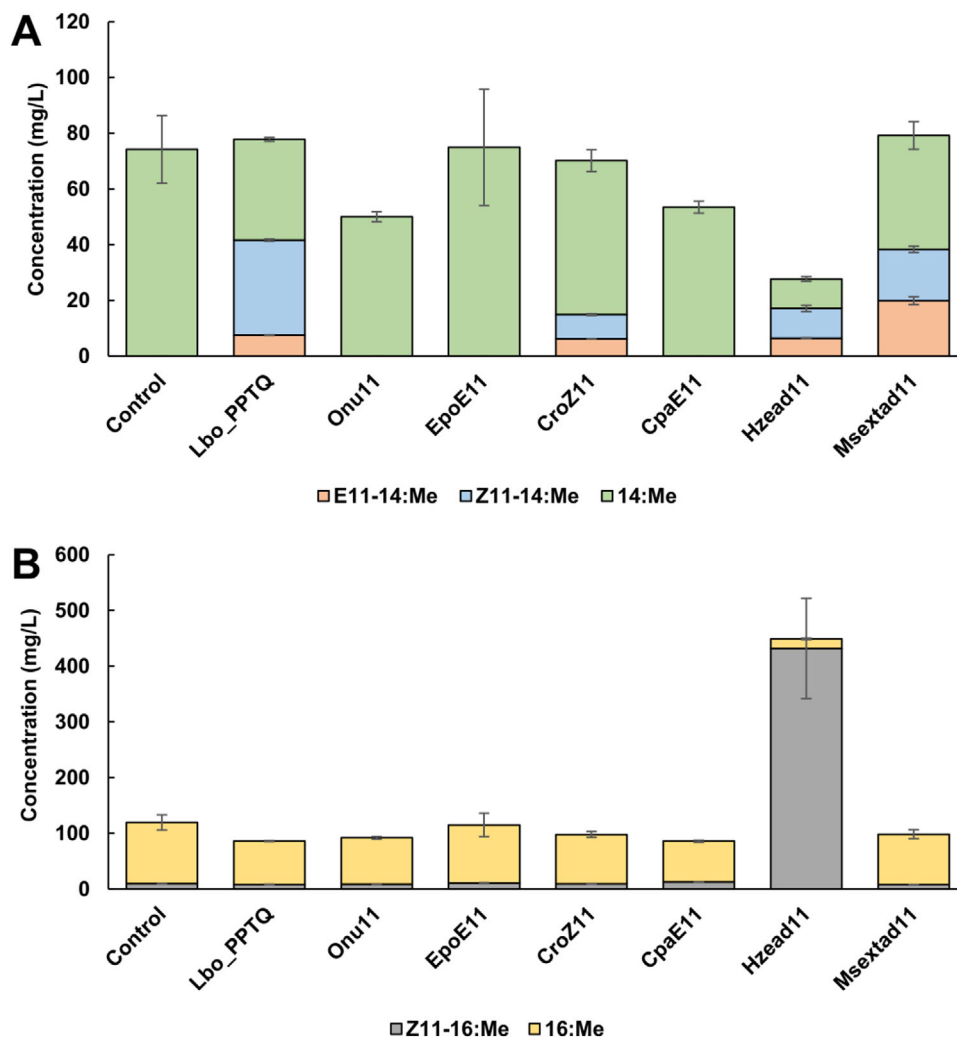 A
Concentration (mg/L)
120
100
80
60
40
20
0
Control
Lbo_PPTQ
Onu11
EpoE11
CroZ11
CpaE11
Hzead11
Msextad11
E11-14:Me Z11-14:Me 14:Me
B
Concentration (mg/L)
600
500
400
300
200
100
0
Control
Lbo_PPTQ
Onu11
EpoE11
CroZ11
CpaE11
Hzead11
Msextad11
Z11-16:Me 16:Me